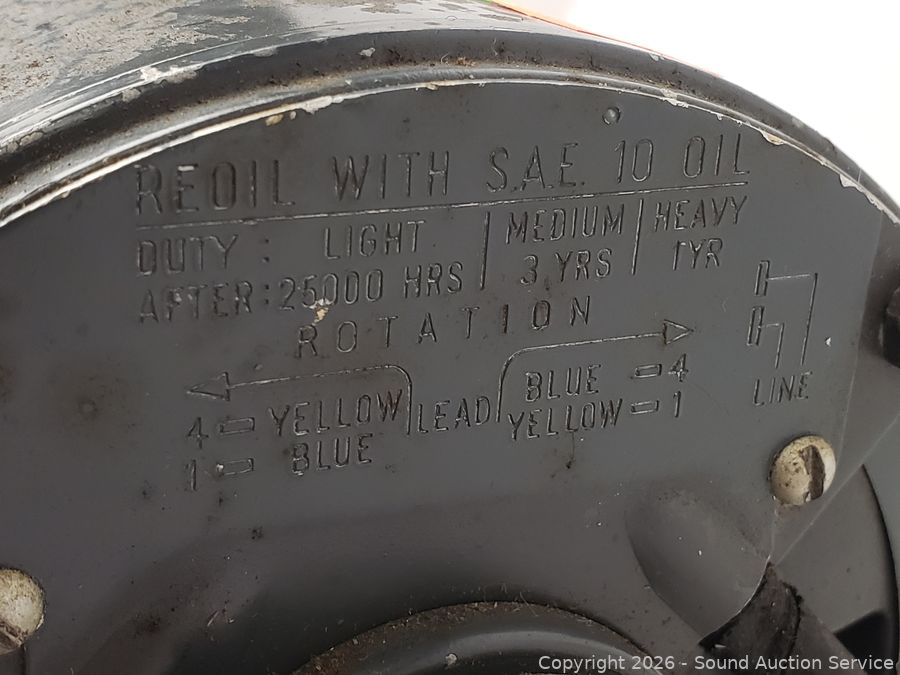 REOIL WITH S.A.E. 10 OIL
DUTY : LIGHT | MEDIUM | HEAVY
AFTER: 25000 HRS | 3 YRS | 1YR
ROTATION
4 YELLOW LEAD BLUE 4
1 BLUE YELLOW 1
LINE
Copyright 2026 - Sound Auction Service